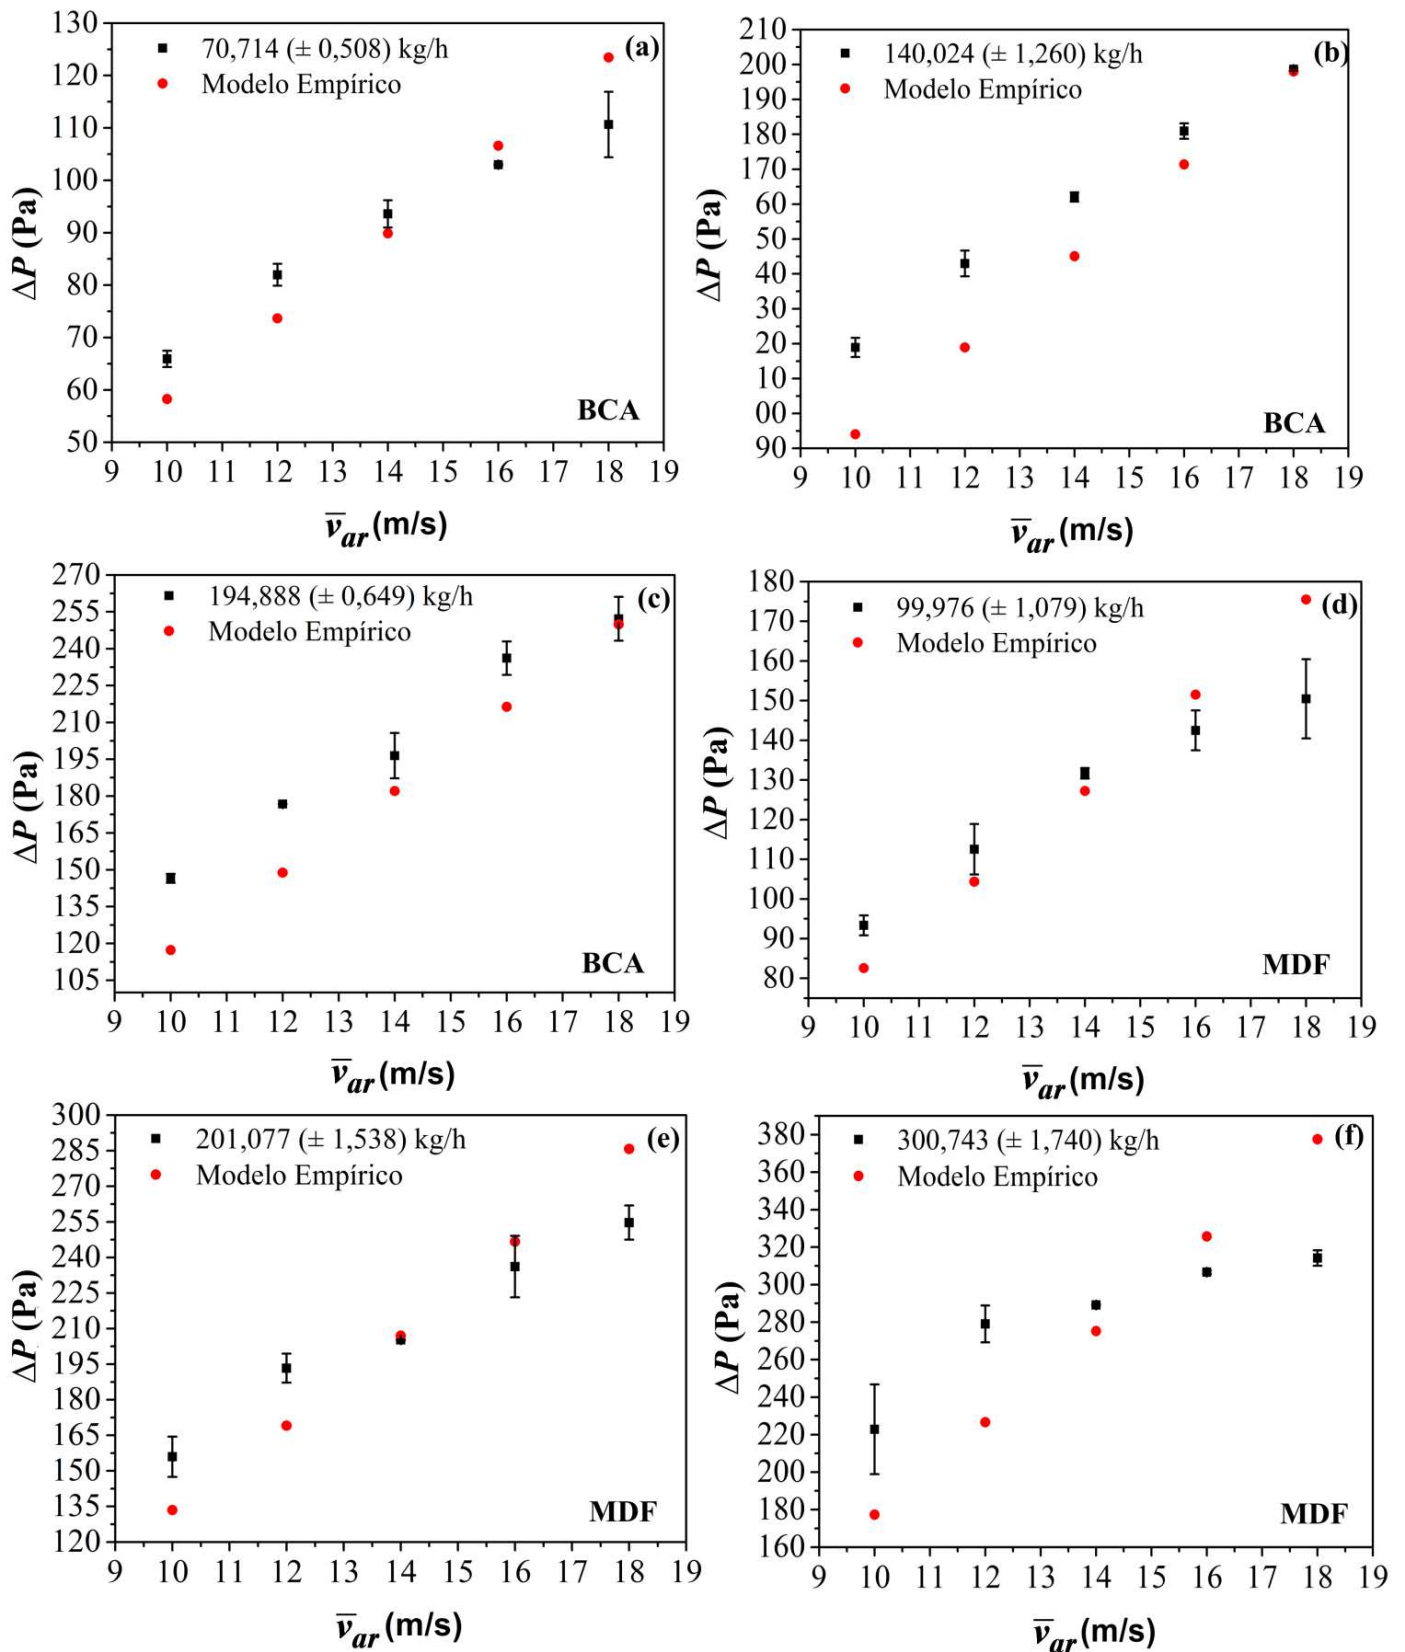 130
120
110
100
90
80
70
60
50
ΔP (Pa)
70,714 (± 0,508) kg/h
Modelo Empírico
(a)
BCA
9 10 11 12 13 14 15 16 17 18 19
v̅ar (m/s)
210
200
190
180
170
60
50
40
30
20
10
00
90
ΔP (Pa)
140,024 (± 1,260) kg/h
Modelo Empírico
(b)
BCA
9 10 11 12 13 14 15 16 17 18 19
v̅ar (m/s)
270
255
240
225
210
195
180
165
150
135
120
105
ΔP (Pa)
194,888 (± 0,649) kg/h
Modelo Empírico
(c)
BCA
9 10 11 12 13 14 15 16 17 18 19
v̅ar (m/s)
180
170
160
150
140
130
120
110
100
90
80
ΔP (Pa)
99,976 (± 1,079) kg/h
Modelo Empírico
(d)
MDF
9 10 11 12 13 14 15 16 17 18 19
v̅ar (m/s)
300
285
270
255
240
225
210
195
180
165
150
135
120
ΔP (Pa)
201,077 (± 1,538) kg/h
Modelo Empírico
(e)
MDF
9 10 11 12 13 14 15 16 17 18 19
v̅ar (m/s)
380
360
340
320
300
280
260
240
220
200
180
160
ΔP (Pa)
300,743 (± 1,740) kg/h
Modelo Empírico
(f)
MDF
9 10 11 12 13 14 15 16 17 18 19
v̅ar (m/s)